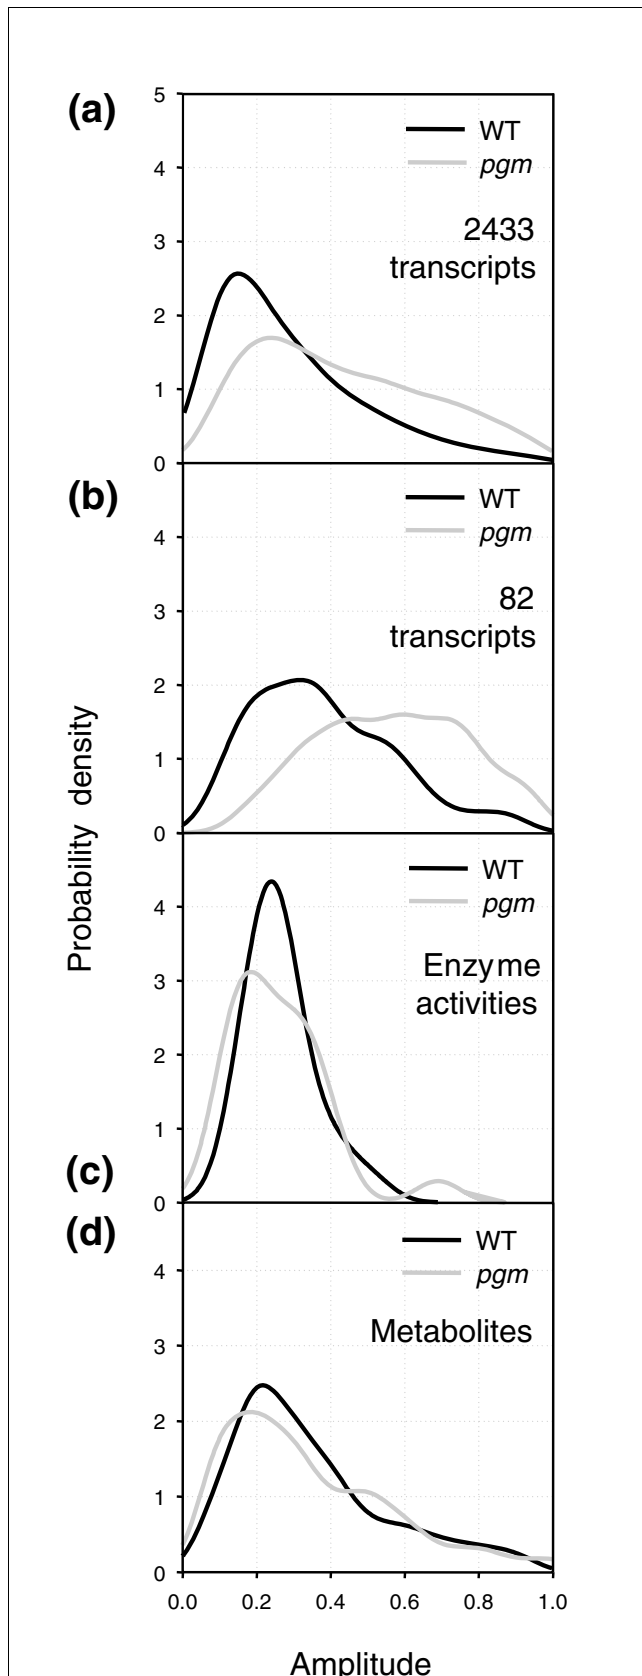 (a)
5
4
3
2
1
0
WT
pgm
2433
transcripts
(b)
4
3
2
1
0
WT
pgm
82
transcripts
Probability density
4
3
2
1
0
WT
pgm
Enzyme
activities
(c)
(d)
4
3
2
1
0
WT
pgm
Metabolites
0.0 0.2 0.4 0.6 0.8 1.0
Amplitude